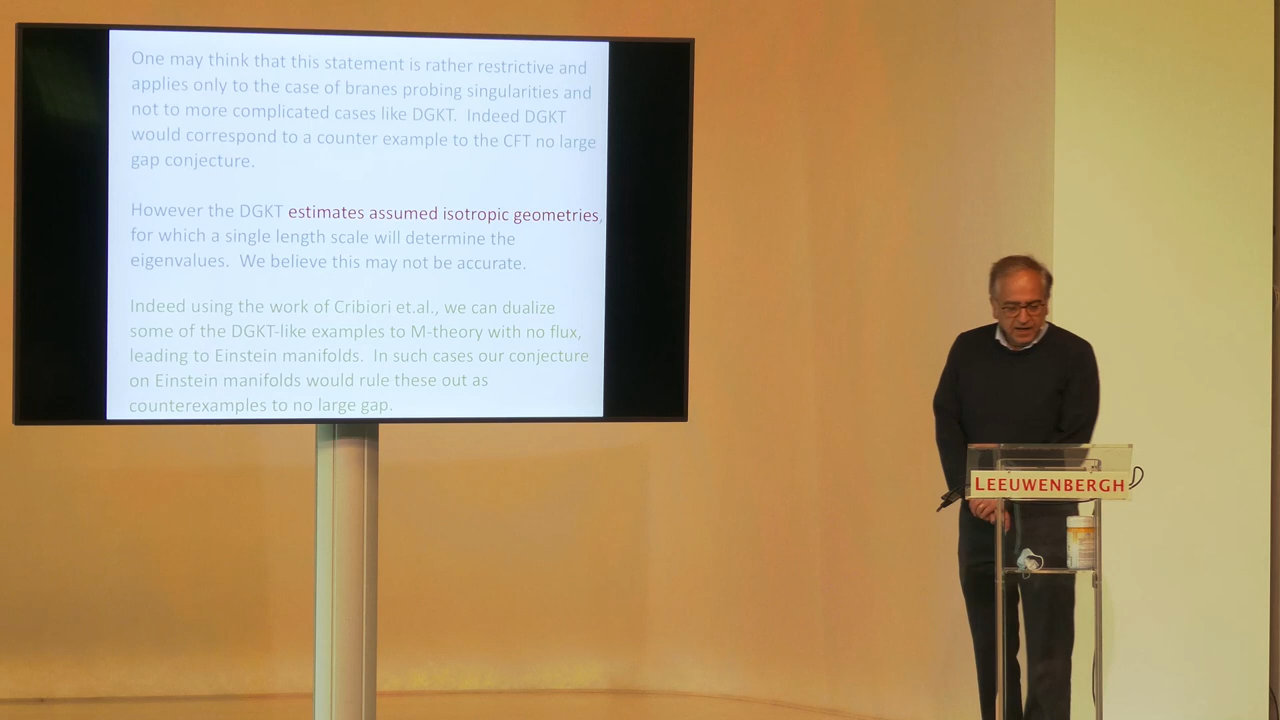 One may think that this statement is rather restrictive and
applies only to the case of branes probing singularities and
not to more complicated cases like DGKT. Indeed DGKT
would correspond to a counter example to the CFT no large
gap conjecture.
However the DGKT estimates assumed isotropic geometries,
for which a single length scale will determine the
eigenvalues. We believe this may not be accurate.
Indeed using the work of Cribiori et.al., we can dualize
some of the DGKT-like examples to M-theory with no flux,
leading to Einstein manifolds. In such cases our conjecture
on Einstein manifolds would rule these out as
counterexamples to no large gap.
LEEUWENBERGH